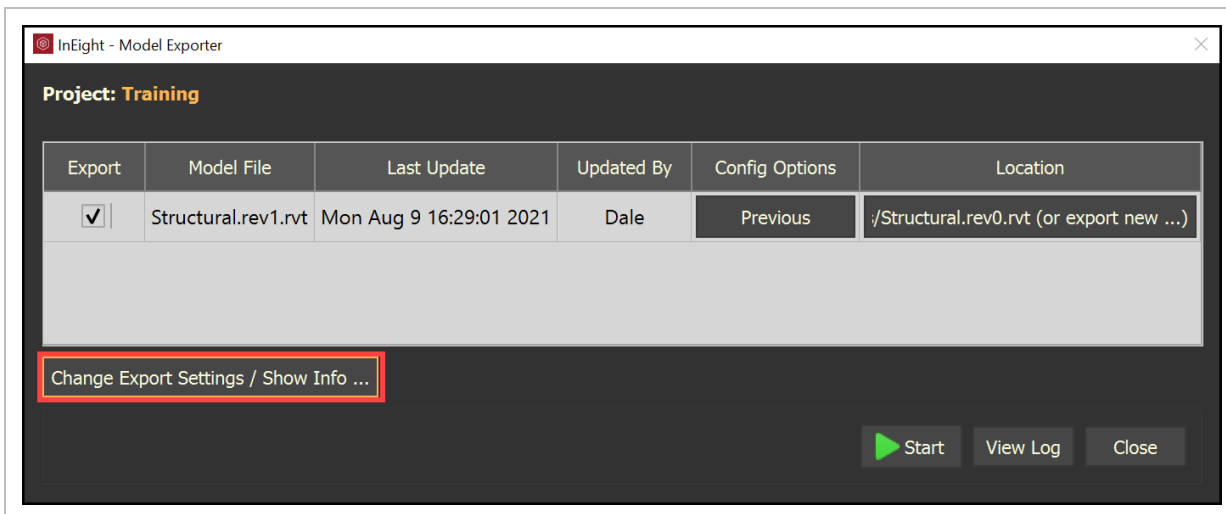 InEight - Model Exporter
Project: Training
Export Model File Last Update Updated By Config Options Location
Structural.rev1.rvt Mon Aug 9 16:29:01 2021 Dale Previous :/Structural.rev0.rvt (or export new ...)
Change Export Settings / Show Info ...
Start View Log Close